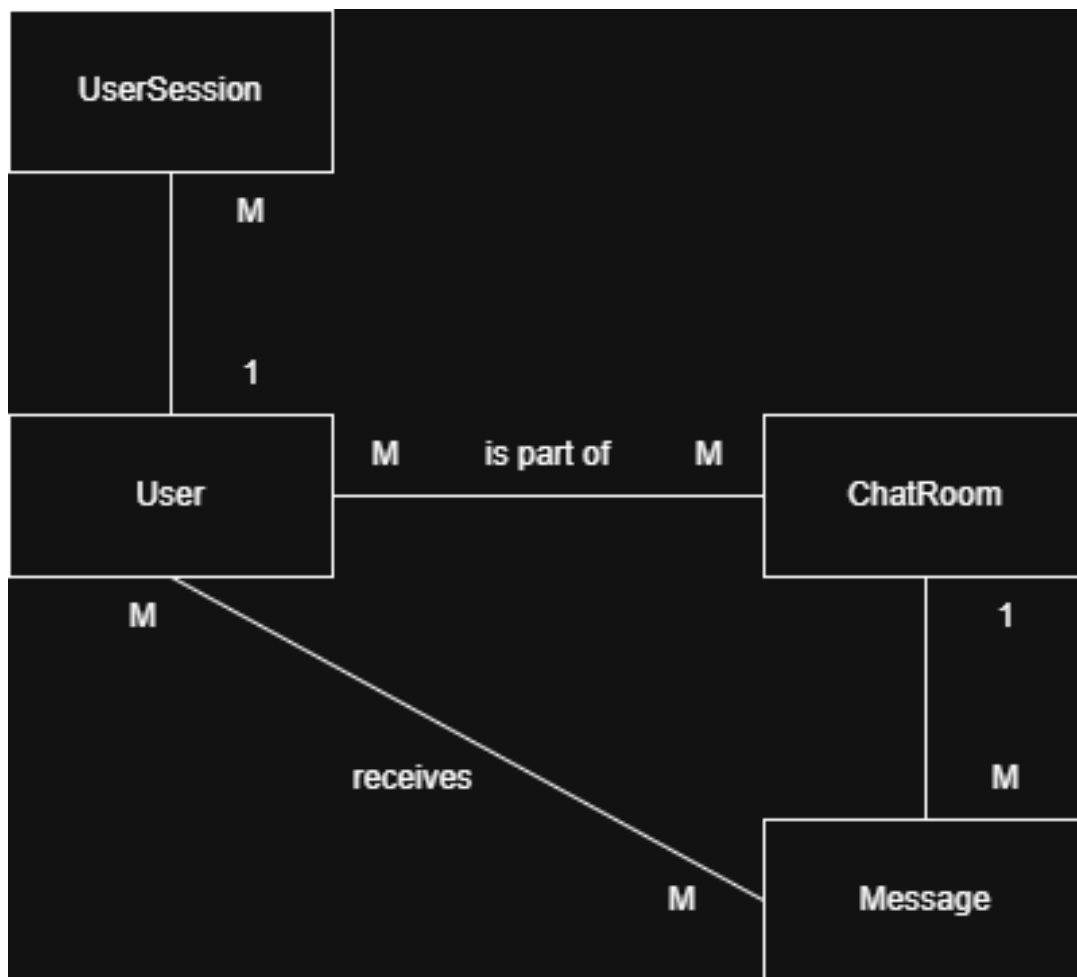 UserSession
M
1
User
M
is part of
M
ChatRoom
M
1
receives
M
M
Message